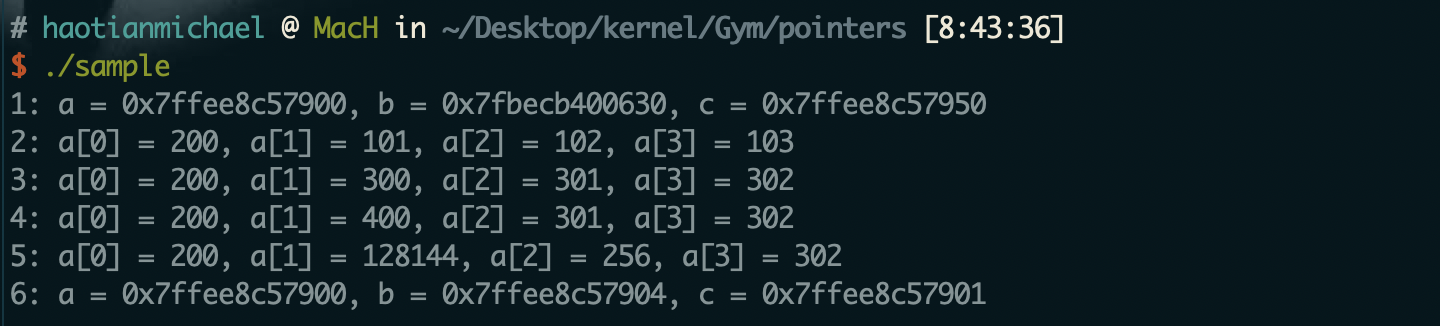 # haotianmichael @ MacH in ~/Desktop/kernel/Gym/pointers [8:43:36]
$ ./sample
1: a = 0x7ffee8c57900, b = 0x7fbecb400630, c = 0x7ffee8c57950
2: a[0] = 200, a[1] = 101, a[2] = 102, a[3] = 103
3: a[0] = 200, a[1] = 300, a[2] = 301, a[3] = 302
4: a[0] = 200, a[1] = 400, a[2] = 301, a[3] = 302
5: a[0] = 200, a[1] = 128144, a[2] = 256, a[3] = 302
6: a = 0x7ffee8c57900, b = 0x7ffee8c57904, c = 0x7ffee8c57901